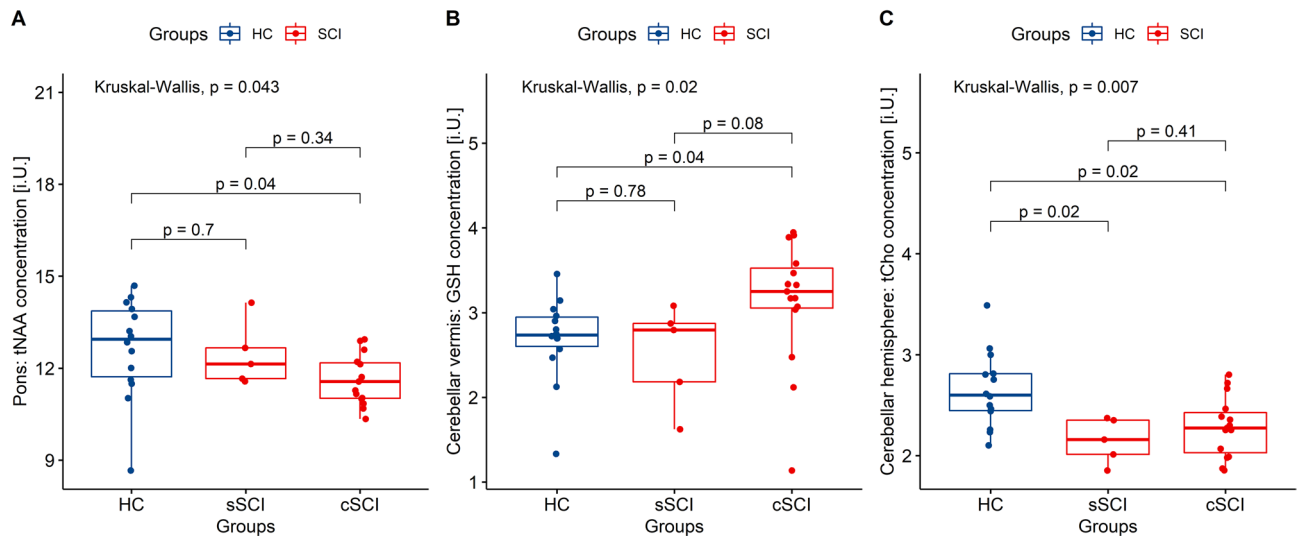 A
Groups HC SCI
Pons: tNAA concentration [i.U.]
21
18
15
12
9
Kruskal-Wallis, p = 0.043
p = 0.34
p = 0.04
p = 0.7
HC sSCI cSCI
Groups
B
Groups HC SCI
Cerebellar vermis: GSH concentration [i.U.]
5
4
3
2
1
Kruskal-Wallis, p = 0.02
p = 0.08
p = 0.04
p = 0.78
HC sSCI cSCI
Groups
C
Groups HC SCI
Cerebellar hemisphere: tCho concentration [i.U.]
5
4
3
2
Kruskal-Wallis, p = 0.007
p = 0.41
p = 0.02
p = 0.02
HC sSCI cSCI
Groups